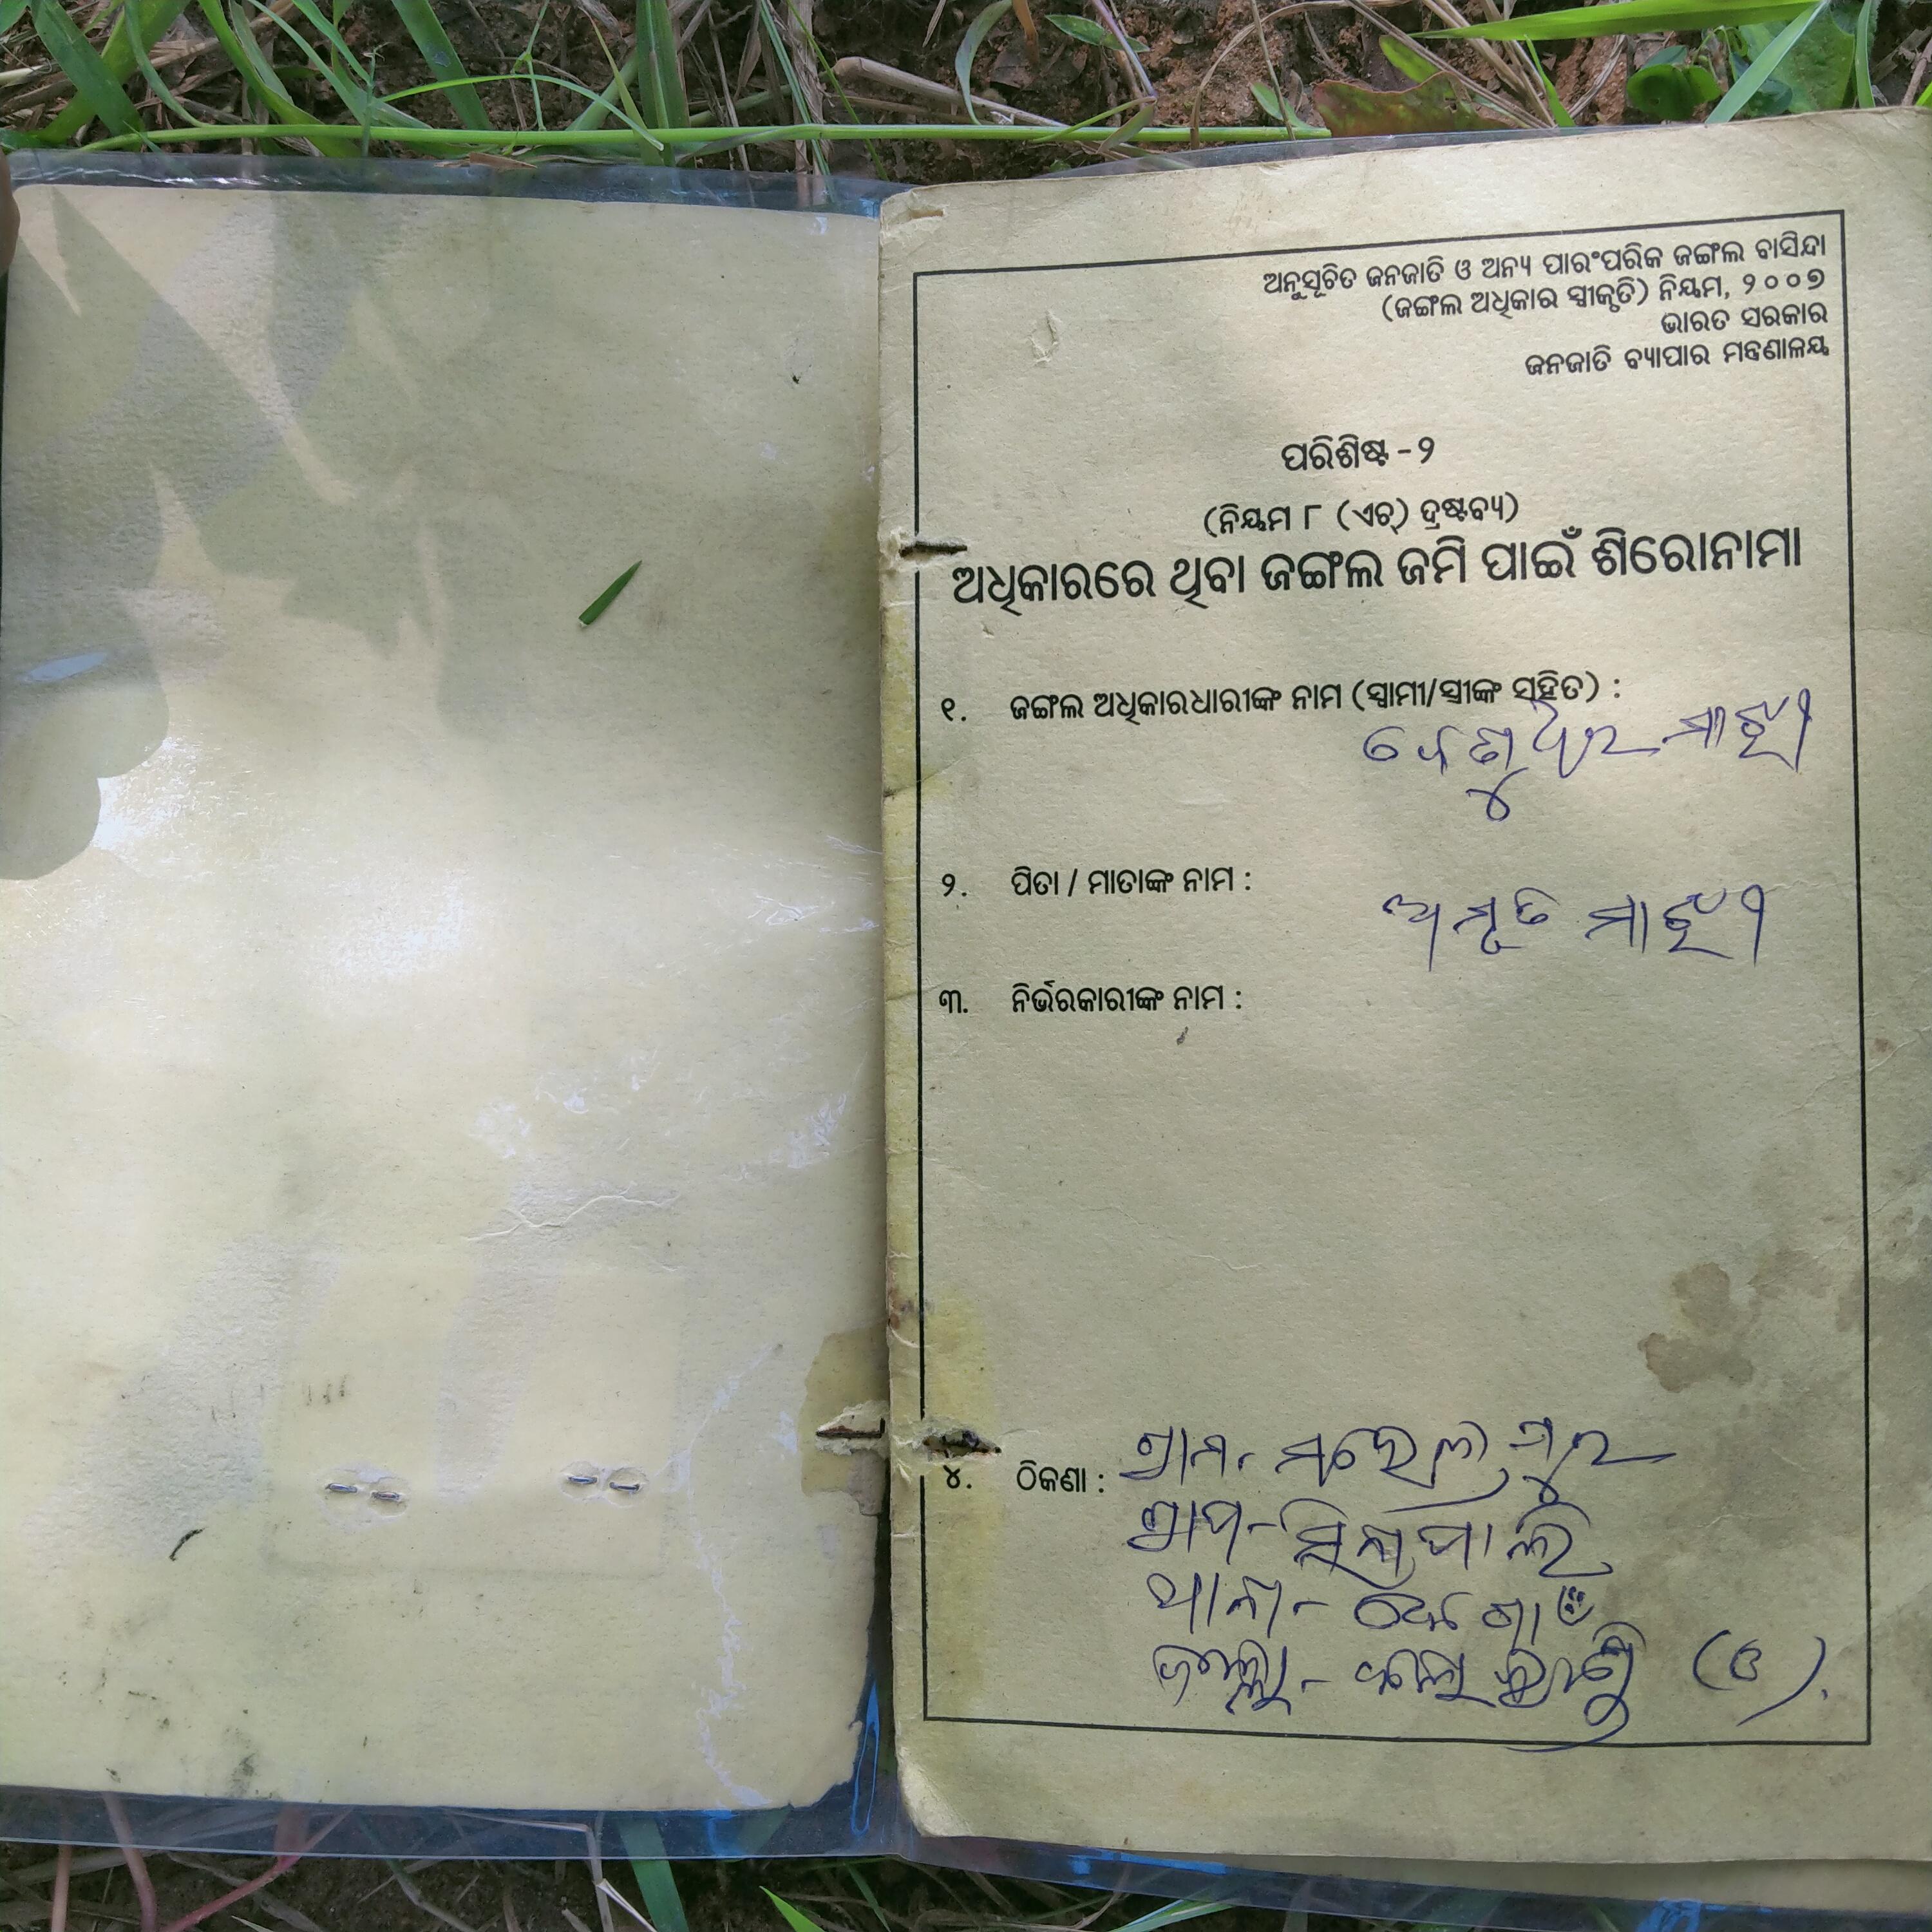 ଅନୁସୂଚିତ ଜନଜାତି ଓ ଅନ୍ୟ ପାରଂପରିକ ଜଙ୍ଗଲ ବାସିନ୍ଦା
(ଜଙ୍ଗଲ ଅଧିକାର ସ୍ୱୀକୃତି) ନିୟମ, ୨୦୦୭
ଭାରତ ସରକାର
ଜନଜାତି ବ୍ୟାପାର ମନ୍ତ୍ରଣାଳୟ
ପରିଶିଷ୍ଟ - ୨
(ନିୟମ ୮ (ଏଚ୍) ଦ୍ରଷ୍ଟବ୍ୟ)
ଅଧିକାରରେ ଥିବା ଜଙ୍ଗଲ ଜମି ପାଇଁ ଶିରୋନାମା
୧. ଜଙ୍ଗଲ ଅଧିକାରଧାରୀଙ୍କ ନାମ (ସ୍ୱାମୀ/ସ୍ତ୍ରୀଙ୍କ ସହିତ) :
ମାଝୀ
୨. ପିତା / ମାତାଙ୍କ ନାମ :
ଅମୃତ ମାଝୀ
୩. ନିର୍ଭରକାରୀଙ୍କ ନାମ :
୪. ଠିକଣା : ଗ୍ରାମ-
ଗ୍ରାପ-
ଥାନା-
ଜିଲ୍ଲା- (ଓ).